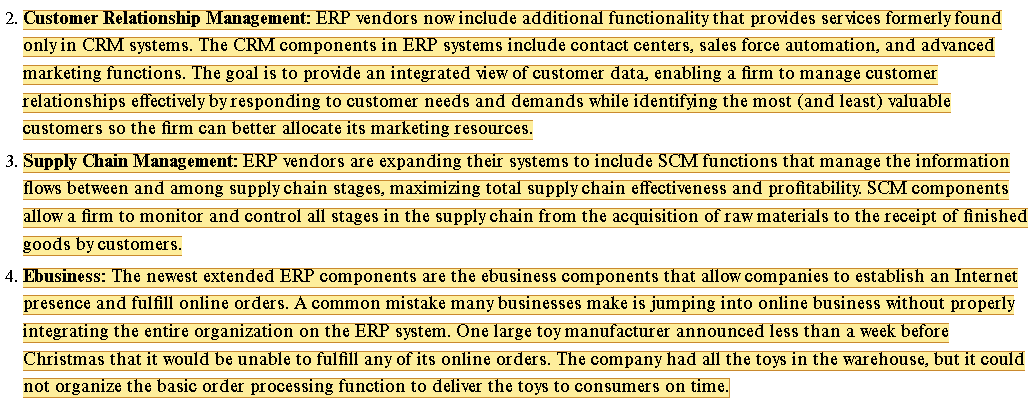 2. Customer Relationship Management: ERP vendors now include additional functionality that provides services formerly found
only in CRM systems. The CRM components in ERP systems include contact centers, sales force automation, and advanced
marketing functions. The goal is to provide an integrated view of customer data, enabling a firm to manage customer
relationships effectively by responding to customer needs and demands while identifying the most (and least) valuable
customers so the firm can better allocate its marketing resources.
3. Supply Chain Management: ERP vendors are expanding their systems to include SCM functions that manage the information
flows between and among supply chain stages, maximizing total supply chain effectiveness and profitability. SCM components
allow a firm to monitor and control all stages in the supply chain from the acquisition of raw materials to the receipt of finished
goods by customers.
4. Ebusiness: The newest extended ERP components are the ebusiness components that allow companies to establish an Internet
presence and fulfill online orders. A common mistake many businesses make is jumping into online business without properly
integrating the entire organization on the ERP system. One large toy manufacturer announced less than a week before
Christmas that it would be unable to fulfill any of its online orders. The company had all the toys in the warehouse, but it could
not organize the basic order processing function to deliver the toys to consumers on time.